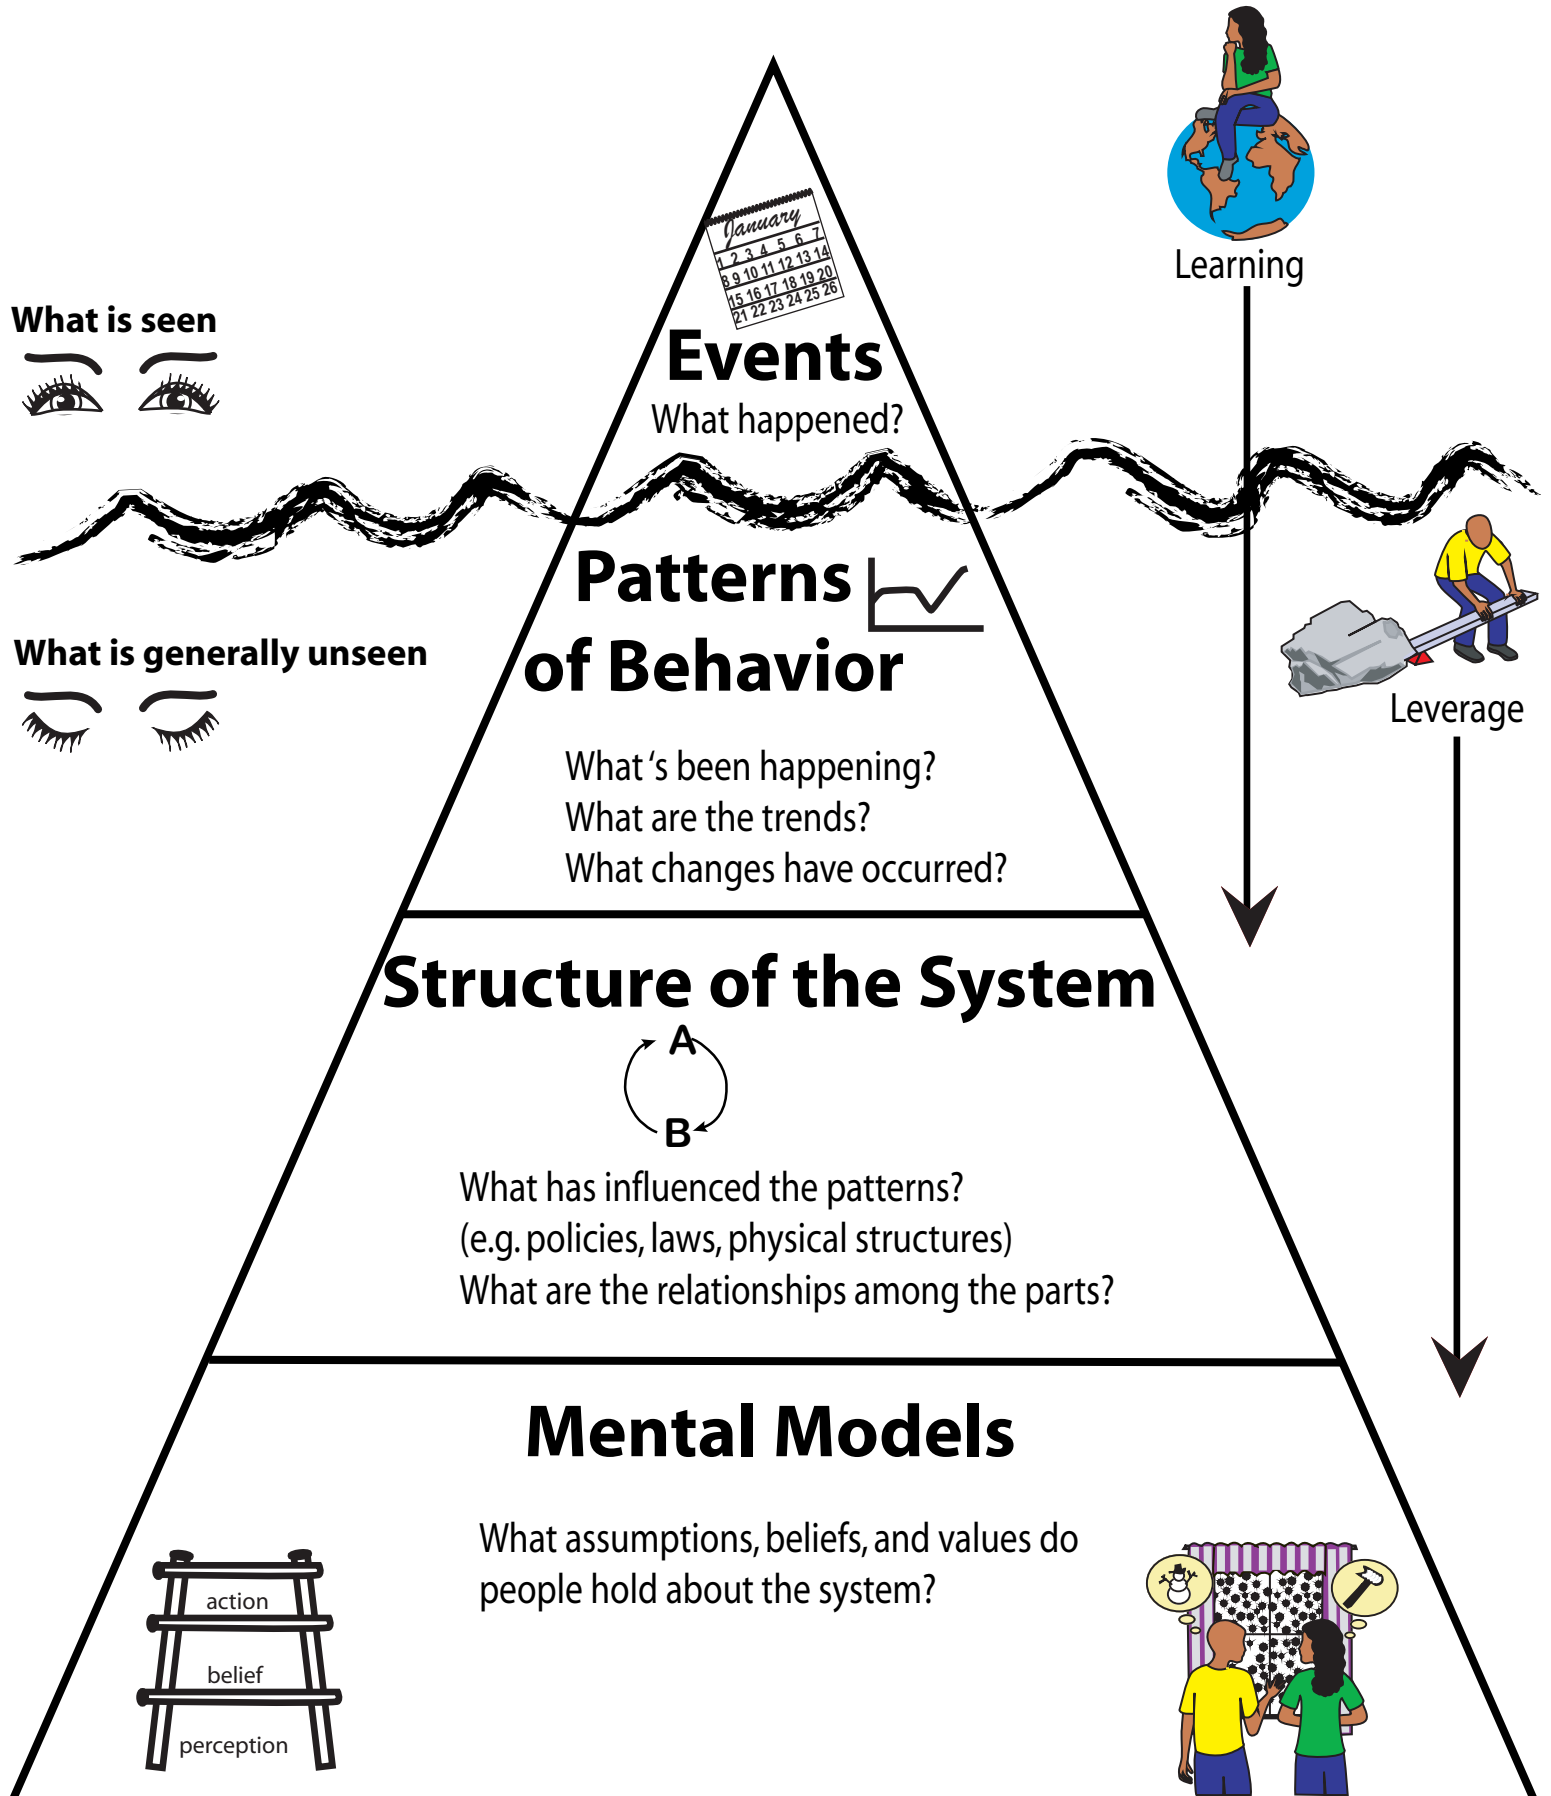 Learning
January
1 2 3 4 5 6 7
8 9 10 11 12 13 14
15 16 17 18 19 20
21 22 23 24 25 26
What is seen
Events
What happened?
Patterns
of Behavior
What is generally unseen
Leverage
What 's been happening?
What are the trends?
What changes have occurred?
Structure of the System
A
B
What has influenced the patterns?
(e.g. policies, laws, physical structures)
What are the relationships among the parts?
Mental Models
What assumptions, beliefs, and values do
people hold about the system?
action
belief
perception